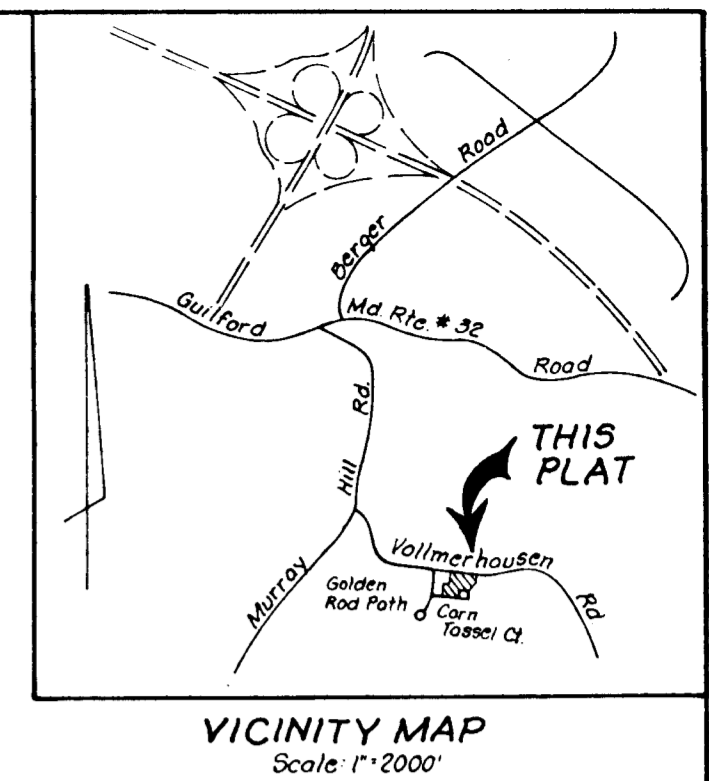 Berger Road
Guilford Md. Rte. # 32 Road
Murray Hill Rd.
THIS
PLAT
Vollmerhausen Rd
Golden
Rod Path
Corn
Tassel Ct.
VICINITY MAP
Scale: 1"=2000'